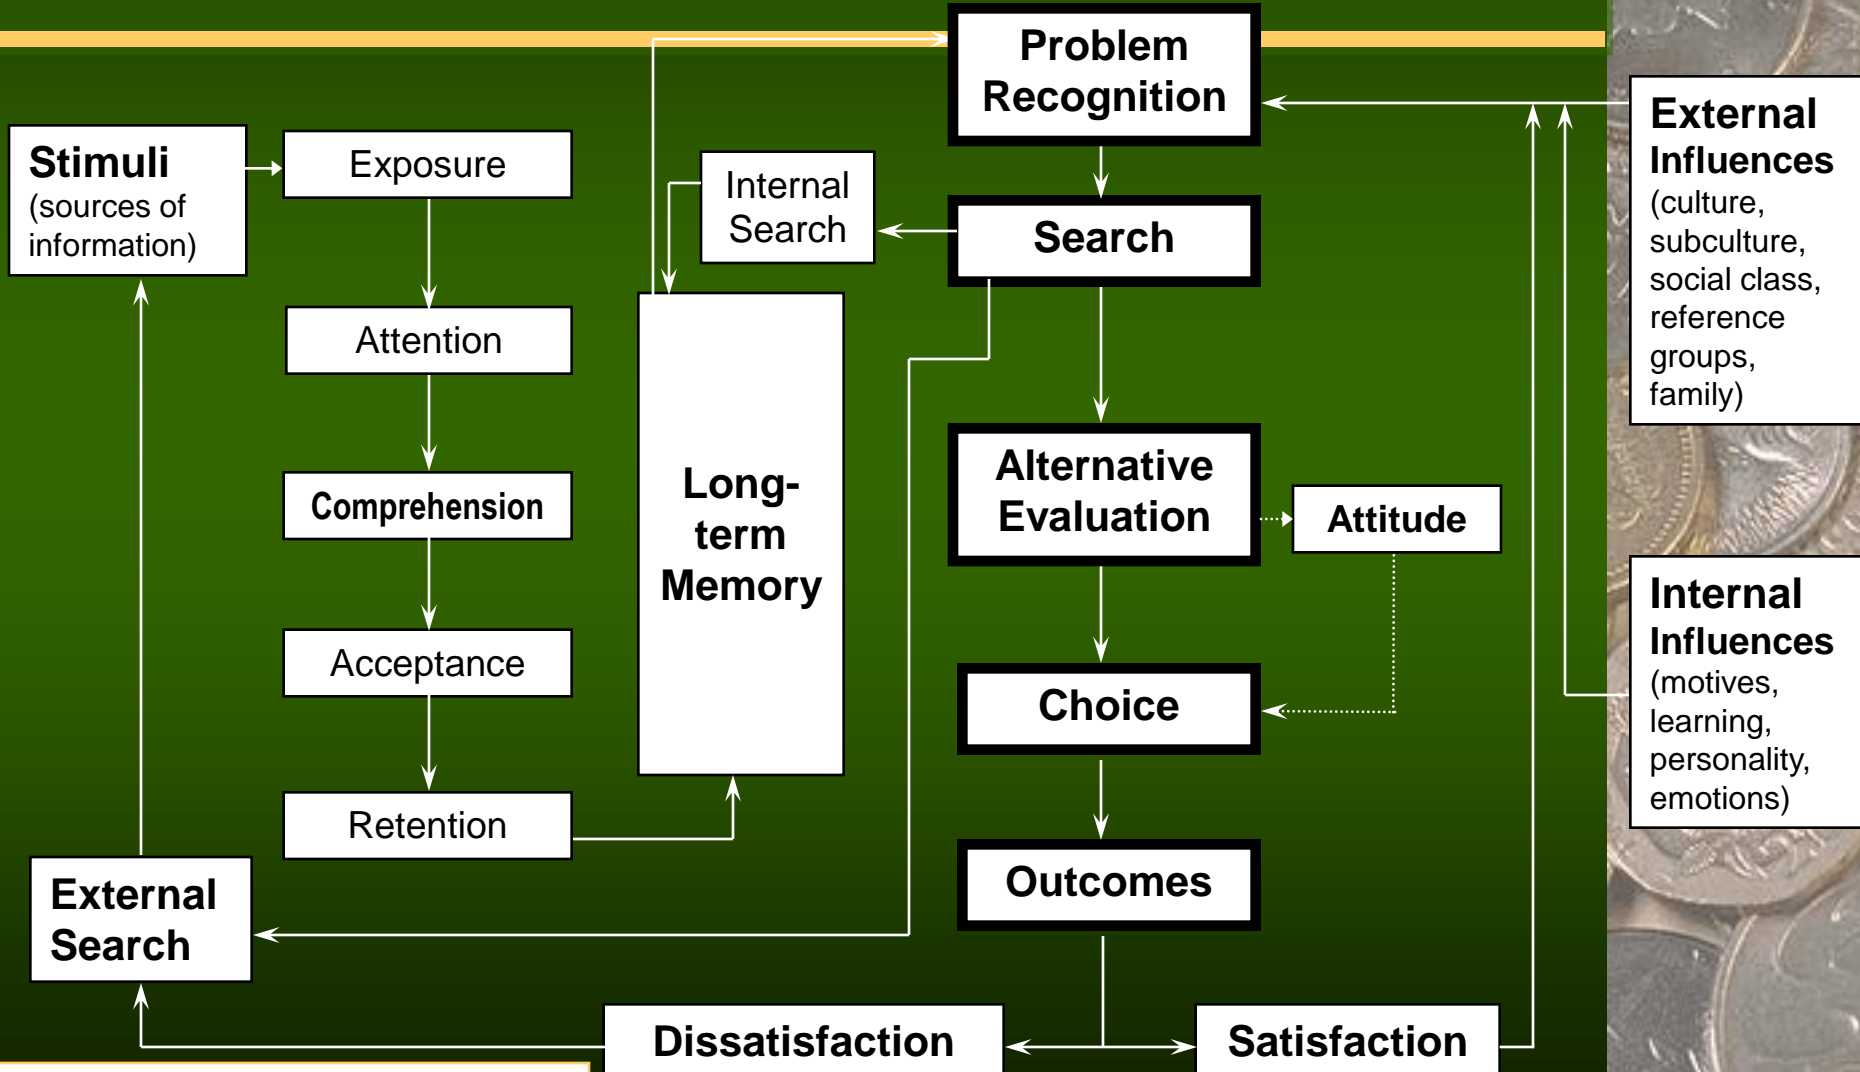 Problem
Recognition
Stimuli
(sources of
information)
Exposure
Internal
Search
Search
External
Influences
(culture,
subculture,
social class,
reference
groups,
family)
Attention
Comprehension
Long-
term
Memory
Alternative
Evaluation
Attitude
Acceptance
Choice
Internal
Influences
(motives,
learning,
personality,
emotions)
Retention
Outcomes
External
Search
Dissatisfaction
Satisfaction